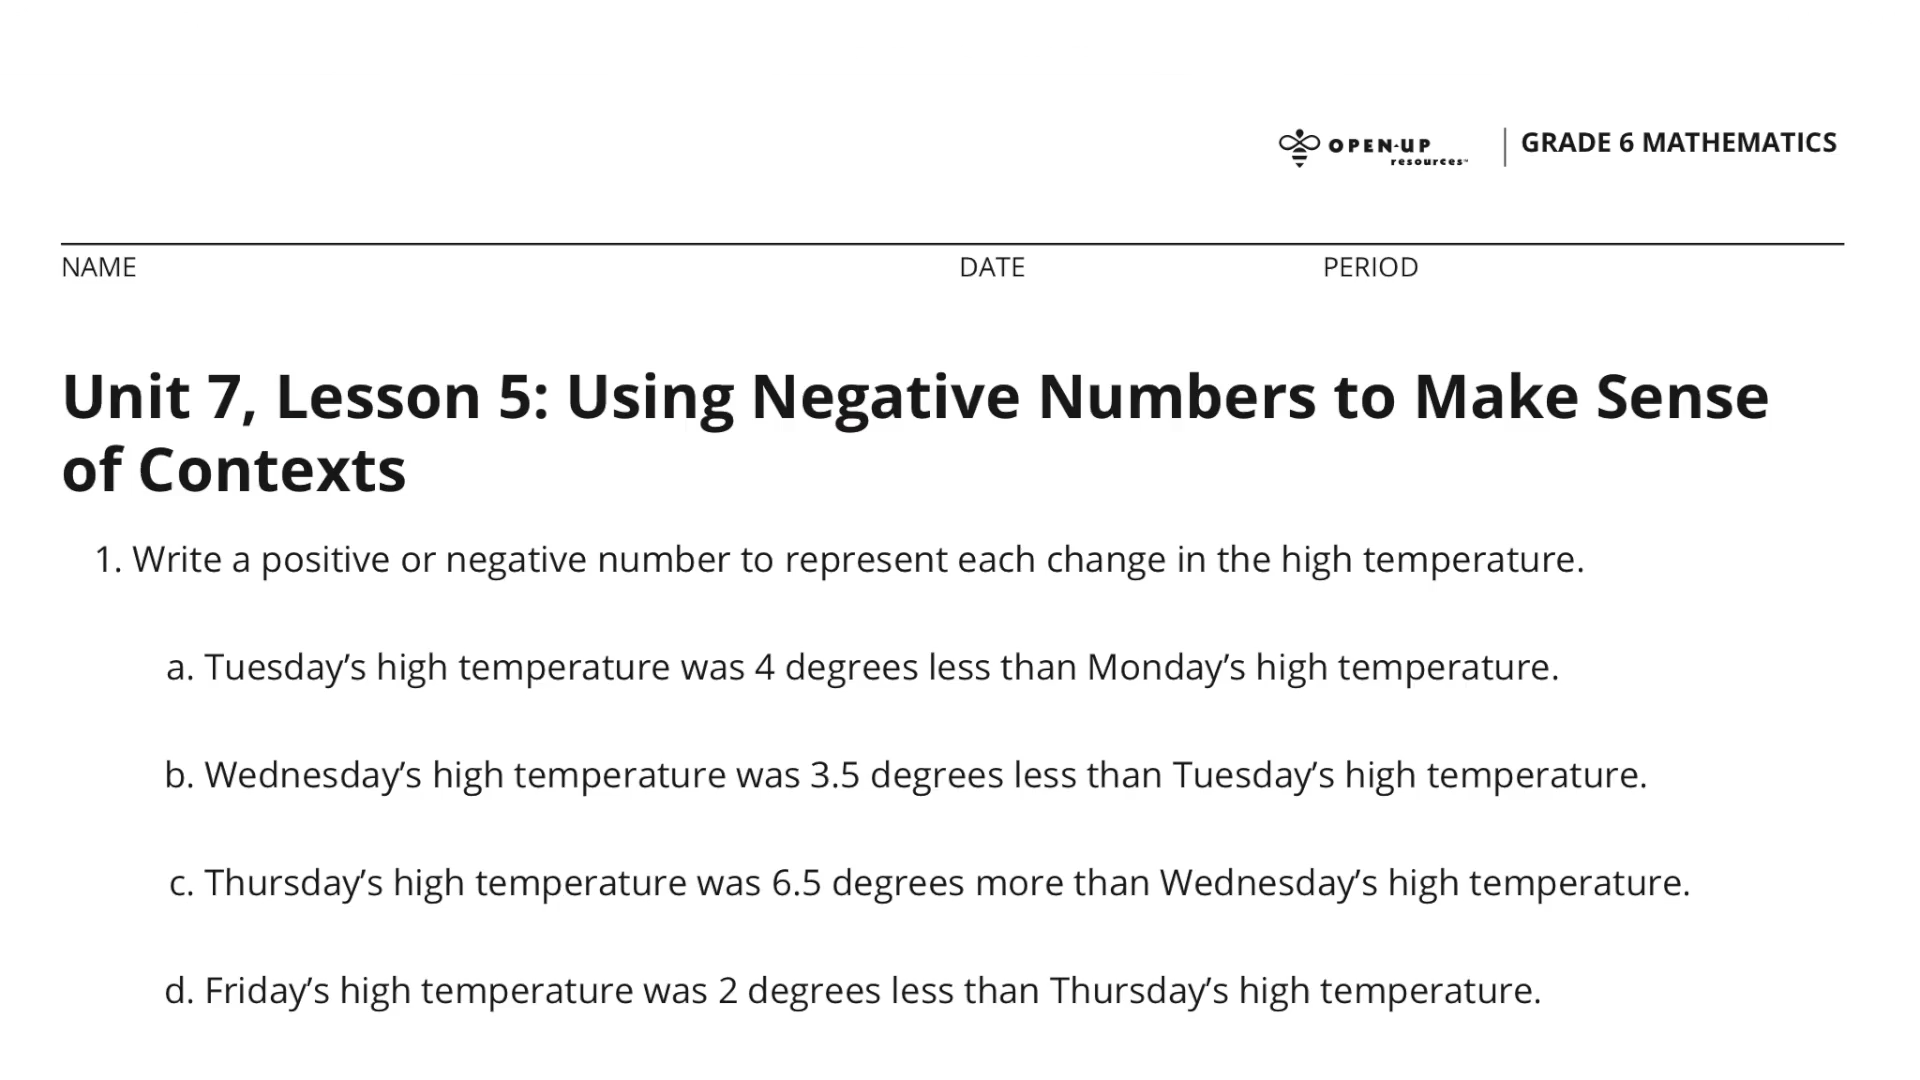 OPEN-UP
resources™
GRADE 6 MATHEMATICS
NAME DATE PERIOD
Unit 7, Lesson 5: Using Negative Numbers to Make Sense
of Contexts
1. Write a positive or negative number to represent each change in the high temperature.
a. Tuesday’s high temperature was 4 degrees less than Monday’s high temperature.
b. Wednesday’s high temperature was 3.5 degrees less than Tuesday’s high temperature.
c. Thursday’s high temperature was 6.5 degrees more than Wednesday’s high temperature.
d. Friday’s high temperature was 2 degrees less than Thursday’s high temperature.